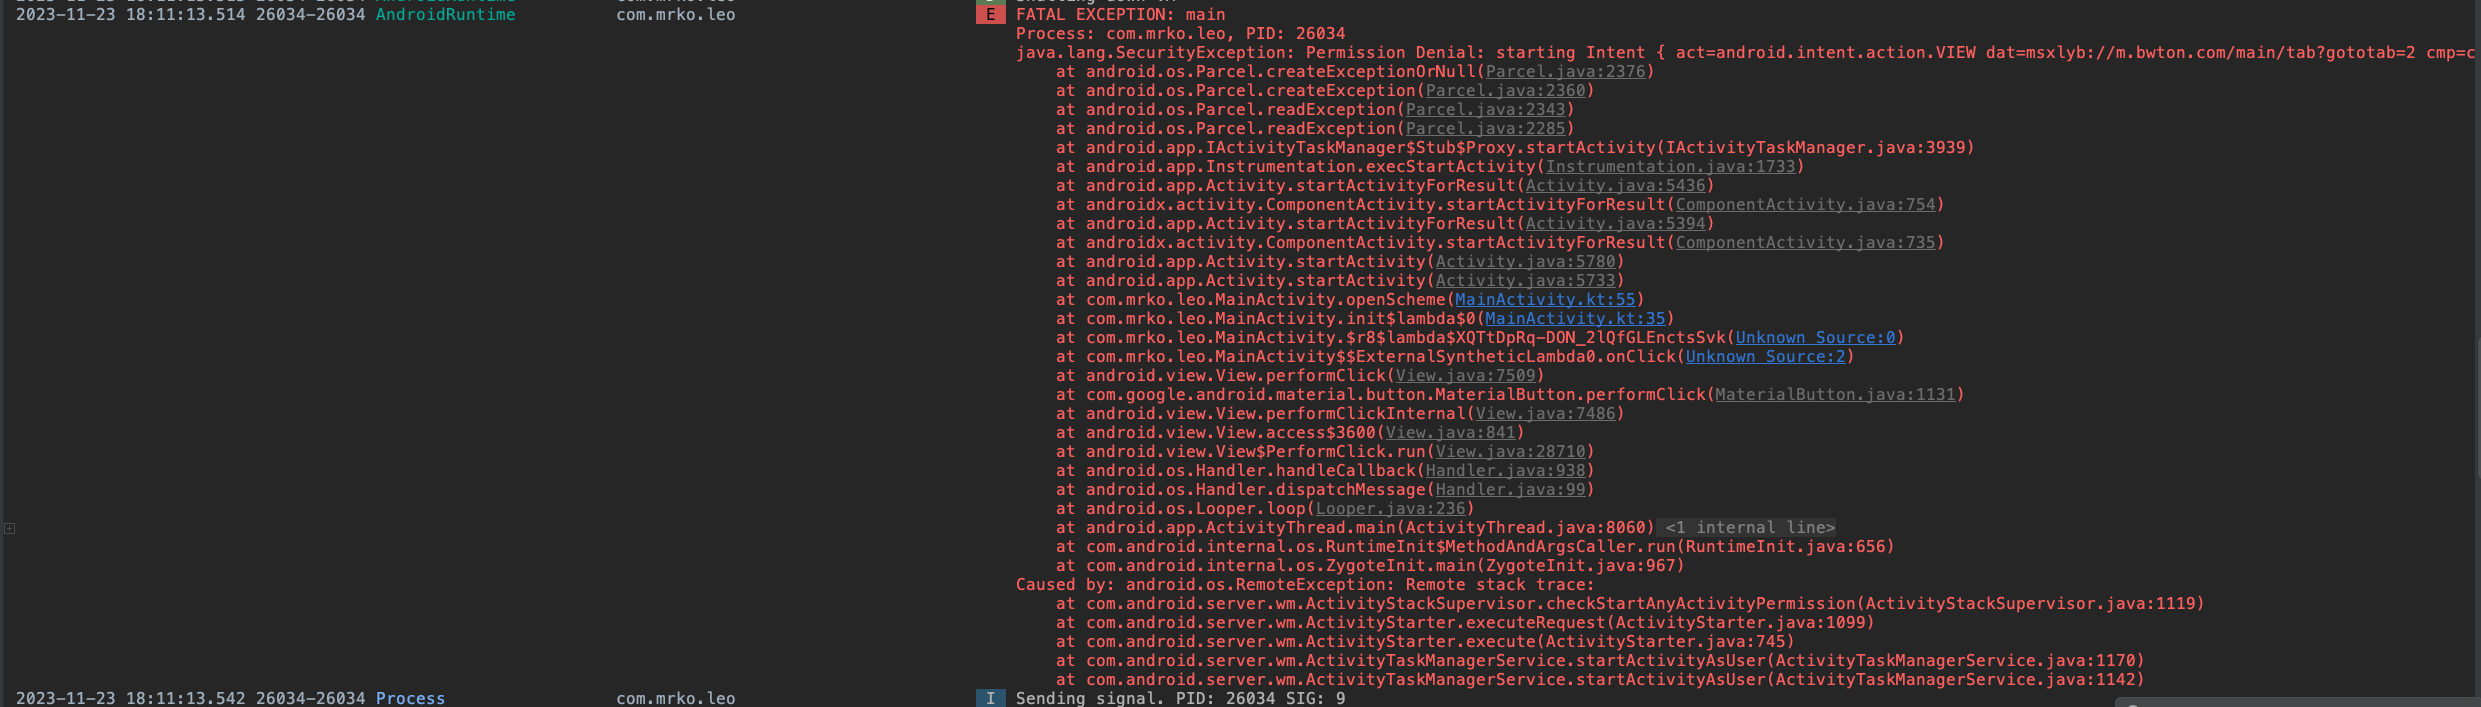 2023-11-23 18:11:13.514 26034-26034 AndroidRuntime com.mrko.leo E FATAL EXCEPTION: main
Process: com.mrko.leo, PID: 26034
java.lang.SecurityException: Permission Denial: starting Intent { act=android.intent.action.VIEW dat=msxlyb://m.bwton.com/main/tab?gototab=2 cmp=c
at android.os.Parcel.createExceptionOrNull(Parcel.java:2376)
at android.os.Parcel.createException(Parcel.java:2360)
at android.os.Parcel.readException(Parcel.java:2343)
at android.os.Parcel.readException(Parcel.java:2285)
at android.app.IActivityTaskManager$Stub$Proxy.startActivity(IActivityTaskManager.java:3939)
at android.app.Instrumentation.execStartActivity(Instrumentation.java:1733)
at android.app.Activity.startActivityForResult(Activity.java:5436)
at androidx.activity.ComponentActivity.startActivityForResult(ComponentActivity.java:754)
at android.app.Activity.startActivityForResult(Activity.java:5394)
at androidx.activity.ComponentActivity.startActivityForResult(ComponentActivity.java:735)
at android.app.Activity.startActivity(Activity.java:5780)
at android.app.Activity.startActivity(Activity.java:5733)
at com.mrko.leo.MainActivity.openScheme(MainActivity.kt:55)
at com.mrko.leo.MainActivity.init$lambda$0(MainActivity.kt:35)
at com.mrko.leo.MainActivity.$r8$lambda$XQTtDpRq-DON_2lQfGLEnctsSvk(Unknown Source:0)
at com.mrko.leo.MainActivity$$ExternalSyntheticLambda0.onClick(Unknown Source:2)
at android.view.View.performClick(View.java:7509)
at com.google.android.material.button.MaterialButton.performClick(MaterialButton.java:1131)
at android.view.View.performClickInternal(View.java:7486)
at android.view.View.access$3600(View.java:841)
at android.view.View$PerformClick.run(View.java:28710)
at android.os.Handler.handleCallback(Handler.java:938)
at android.os.Handler.dispatchMessage(Handler.java:99)
at android.os.Looper.loop(Looper.java:236)
at android.app.ActivityThread.main(ActivityThread.java:8060) <1 internal line>
at com.android.internal.os.RuntimeInit$MethodAndArgsCaller.run(RuntimeInit.java:656)
at com.android.internal.os.ZygoteInit.main(ZygoteInit.java:967)
Caused by: android.os.RemoteException: Remote stack trace:
at com.android.server.wm.ActivityStackSupervisor.checkStartAnyActivityPermission(ActivityStackSupervisor.java:1119)
at com.android.server.wm.ActivityStarter.executeRequest(ActivityStarter.java:1099)
at com.android.server.wm.ActivityStarter.execute(ActivityStarter.java:745)
at com.android.server.wm.ActivityTaskManagerService.startActivityAsUser(ActivityTaskManagerService.java:1170)
at com.android.server.wm.ActivityTaskManagerService.startActivityAsUser(ActivityTaskManagerService.java:1142)
2023-11-23 18:11:13.542 26034-26034 Process com.mrko.leo I Sending signal. PID: 26034 SIG: 9